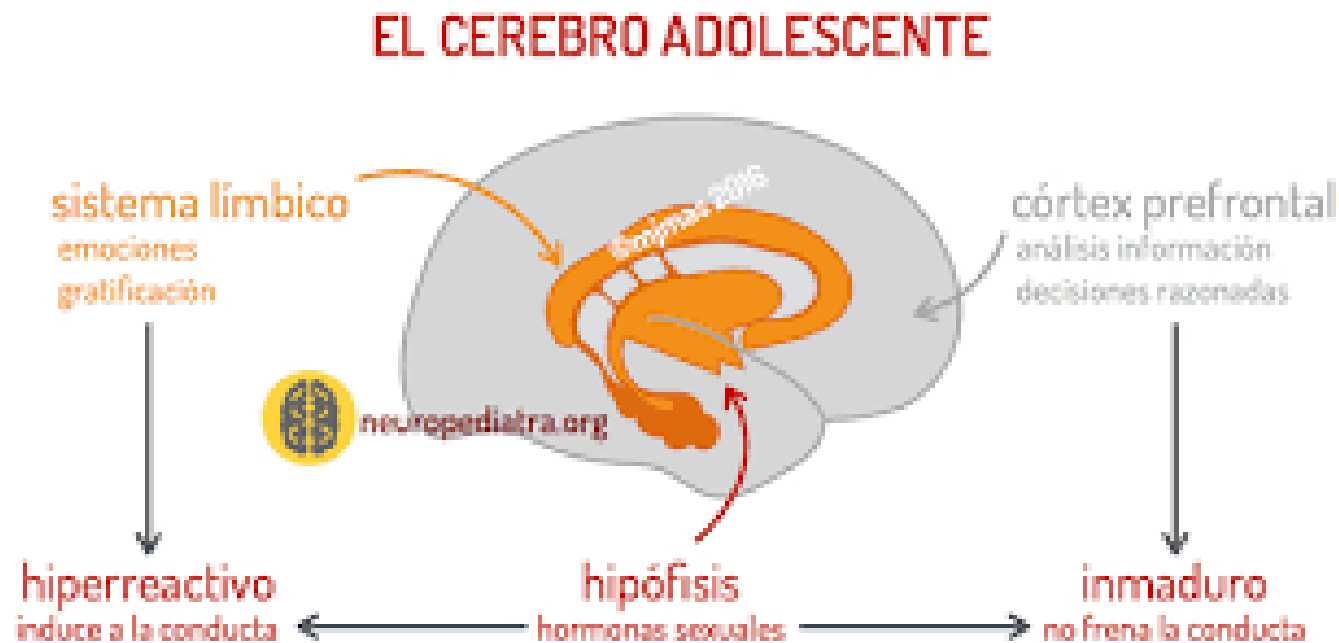 EL CEREBRO ADOLESCENTE
sistema límbico
emociones
gratificación
córtex prefrontal
análisis información
decisiones razonadas
neuropediatra.org
hiperreactivo
induce a la conducta
hipófisis
hormonas sexuales
inmaduro
no frena la conducta